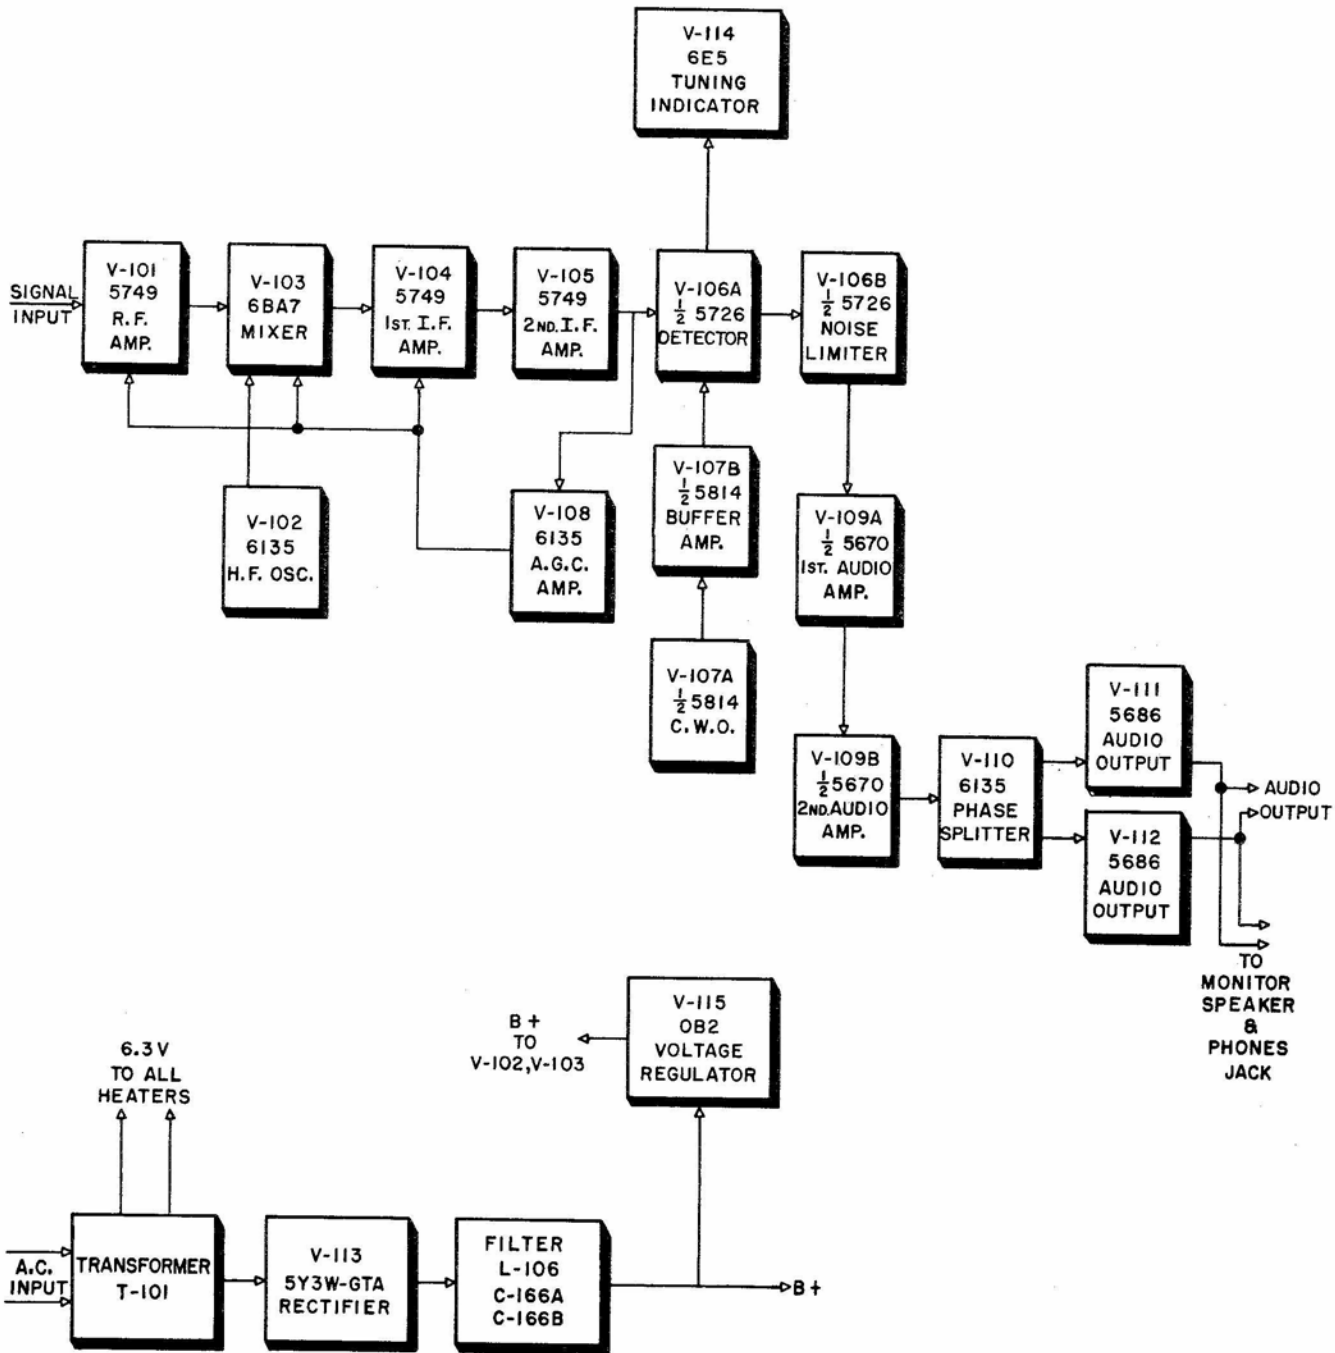 V-114
6E5
TUNING
INDICATOR
SIGNAL
INPUT
V-101
5749
R.F.
AMP.
V-103
6BA7
MIXER
V-104
5749
1ST. I.F.
AMP.
V-105
5749
2ND. I.F.
AMP.
V-106A
1/2 5726
DETECTOR
V-106B
1/2 5726
NOISE
LIMITER
V-102
6135
H.F. OSC.
V-108
6135
A.G.C.
AMP.
V-107B
1/2 5814
BUFFER
AMP.
V-109A
1/2 5670
1ST. AUDIO
AMP.
V-107A
1/2 5814
C.W.O.
V-109B
1/2 5670
2ND. AUDIO
AMP.
V-110
6135
PHASE
SPLITTER
V-111
5686
AUDIO
OUTPUT
V-112
5686
AUDIO
OUTPUT
AUDIO
OUTPUT
TO
MONITOR
SPEAKER
&
PHONES
JACK
6.3V
TO ALL
HEATERS
B+
TO
V-102,V-103
V-115
OB2
VOLTAGE
REGULATOR
A.C.
INPUT
TRANSFORMER
T-101
V-113
5Y3W-GTA
RECTIFIER
FILTER
L-106
C-166A
C-166B
B+